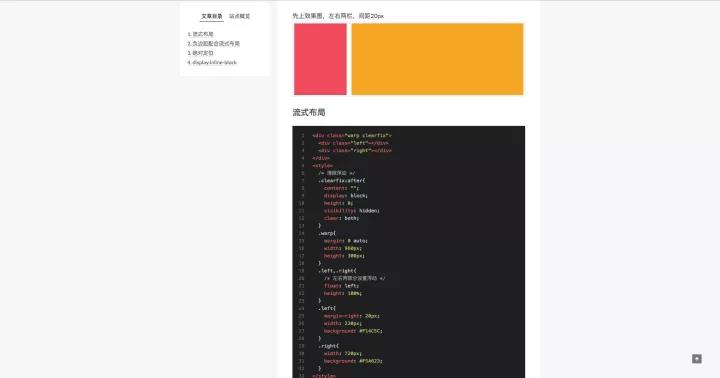 文章目录 站点概览
1. 流式布局
2. 负边距配合流式布局
3. 绝对定位
4. display:inline-block
先上效果图，左右两栏，间距20px
流式布局
1 <div class="warp clearfix">
2 <div class="left"></div>
3 <div class="right"></div>
4 </div>
5 <style>
6 /* 清除浮动 */
7 .clearfix:after{
8 content: "";
9 display: block;
10 height: 0;
11 visibility: hidden;
12 clear: both;
13 }
14 .warp{
15 margin: 0 auto;
16 width: 960px;
17 height: 300px;
18 }
19 .left,.right{
20 /* 左右两部分设置浮动 */
21 float: left;
22 height: 100%;
23 }
24 .left{
25 margin-right: 20px;
26 width: 220px;
27 background: #F14C5C;
28 }
29 .right{
30 width: 720px;
31 background: #F5A623;
32 }
</style>